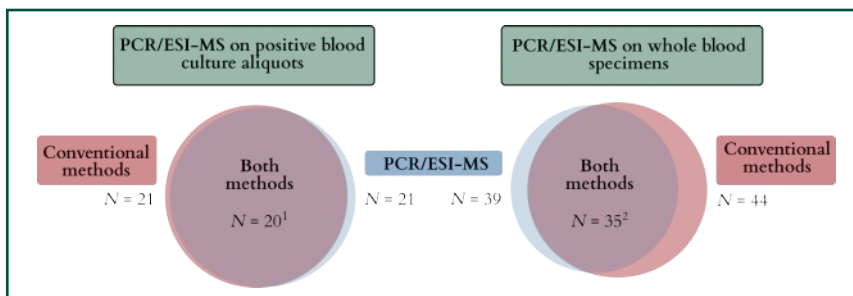 PCR/ESI-MS on positive blood
culture aliquots
PCR/ESI-MS on whole blood
specimens
Conventional
methods
N = 21
Both
methods
N = 20¹
PCR/ESI-MS
N = 21
N = 39
Both
methods
N = 35²
Conventional
methods
N = 44